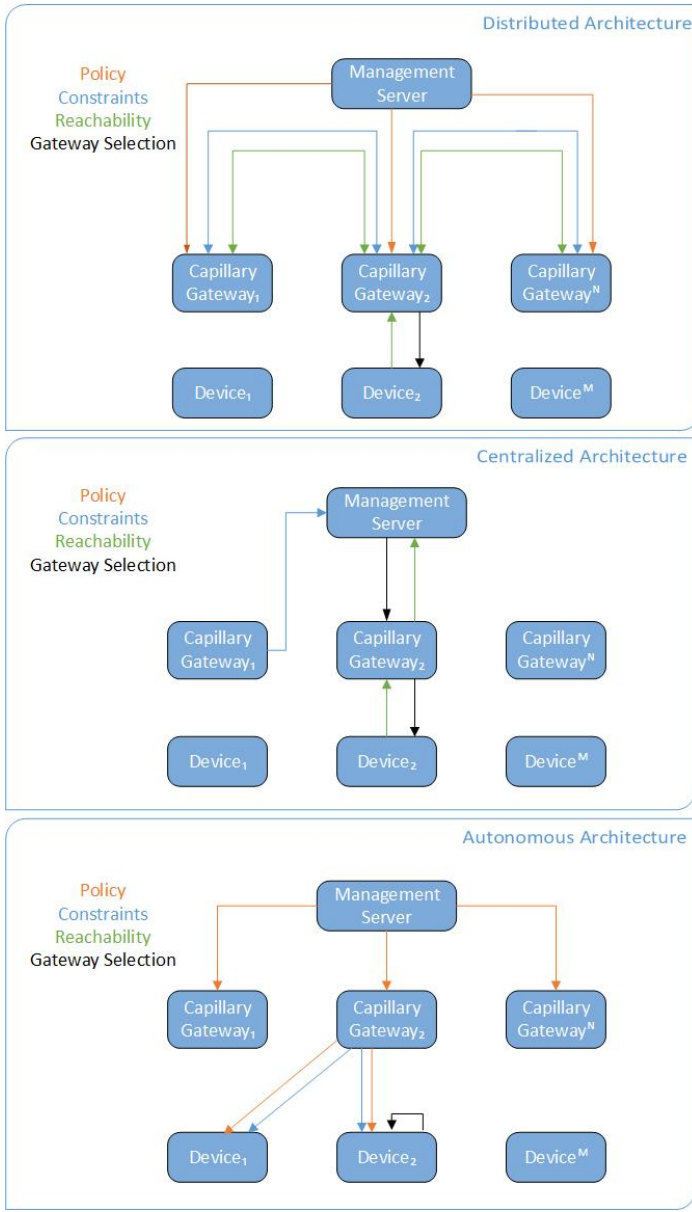 Distributed Architecture
Policy
Constraints
Reachability
Gateway Selection
Management
Server
Capillary
Gateway₁
Capillary
Gateway₂
Capillary
Gatewayᴺ
Device₁
Device₂
Deviceᴹ
Centralized Architecture
Policy
Constraints
Reachability
Gateway Selection
Management
Server
Capillary
Gateway₁
Capillary
Gateway₂
Capillary
Gatewayᴺ
Device₁
Device₂
Deviceᴹ
Autonomous Architecture
Policy
Constraints
Reachability
Gateway Selection
Management
Server
Capillary
Gateway₁
Capillary
Gateway₂
Capillary
Gatewayᴺ
Device₁
Device₂
Deviceᴹ